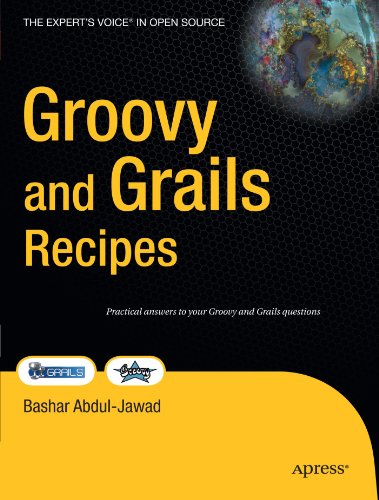 THE EXPERT'S VOICE® IN OPEN SOURCE
Groovy
and Grails
Recipes
Practical answers to your Groovy and Grails questions
GRAILS
Groovy
Bashar Abdul-Jawad
Apress®